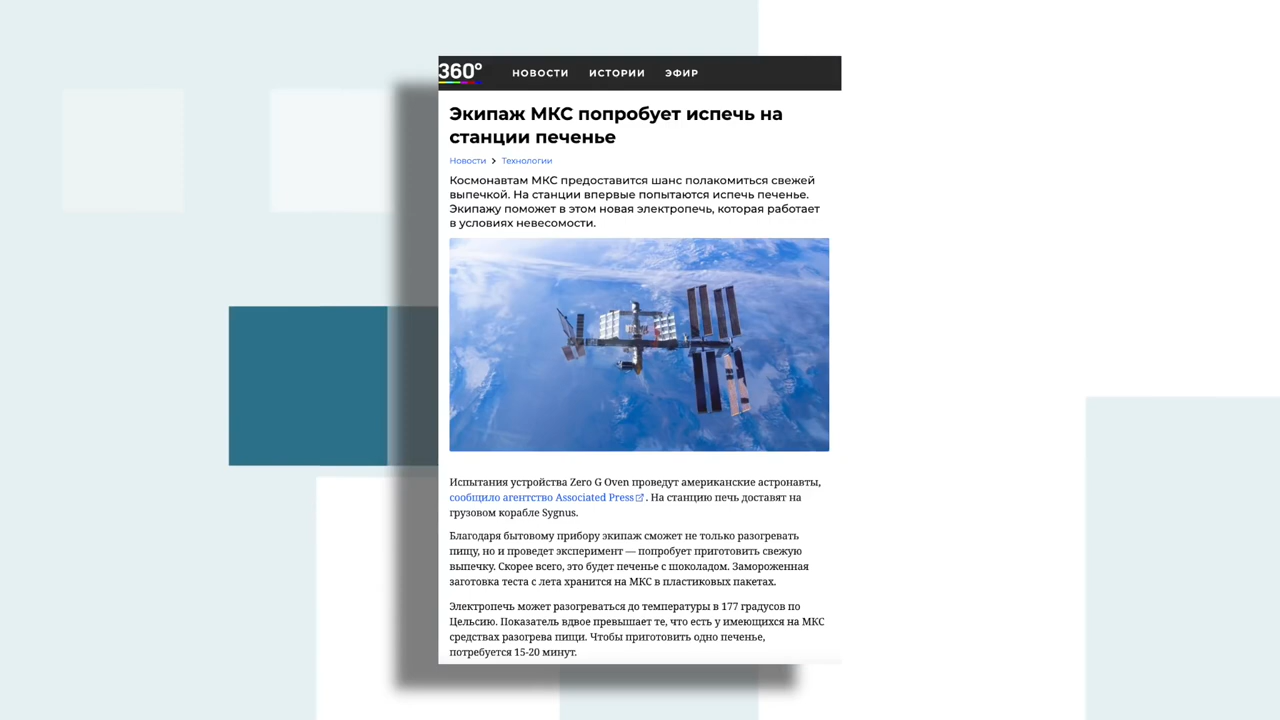 360°
НОВОСТИ ИСТОРИИ ЭФИР
Экипаж МКС попробует испечь на
станции печенье
Новости > Технологии
Космонавтам МКС предоставится шанс полакомиться свежей
выпечкой. На станции впервые попытаются испечь печенье.
Экипажу поможет в этом новая электропечь, которая работает
в условиях невесомости.
Испытания устройства Zero G Oven проведут американские астронавты,
сообщило агентство Associated Press. На станцию печь доставят на
грузовом корабле Sygnus.
Благодаря бытовому прибору экипаж сможет не только разогревать
пищу, но и проведет эксперимент — попробует приготовить свежую
выпечку. Скорее всего, это будет печенье с шоколадом. Замороженная
заготовка теста с лета хранится на МКС в пластиковых пакетах.
Электропечь может разогреваться до температуры в 177 градусов по
Цельсию. Показатель вдвое превышает те, что есть у имеющихся на МКС
средствах разогрева пищи. Чтобы приготовить одно печенье,
потребуется 15-20 минут.